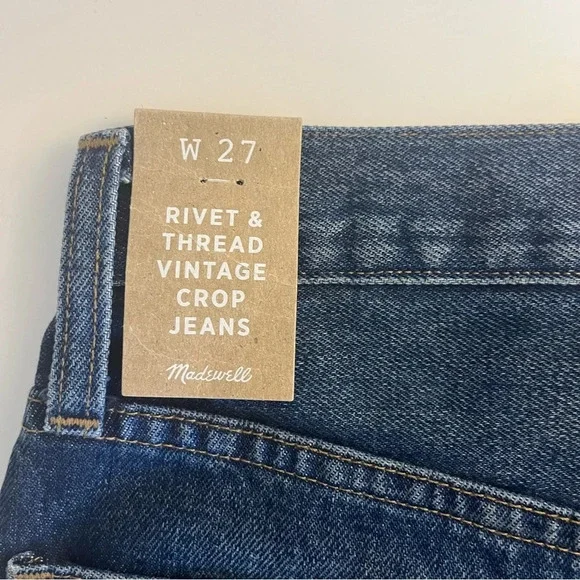 W 27
RIVET &
THREAD
VINTAGE
CROP
JEANS
Madewell